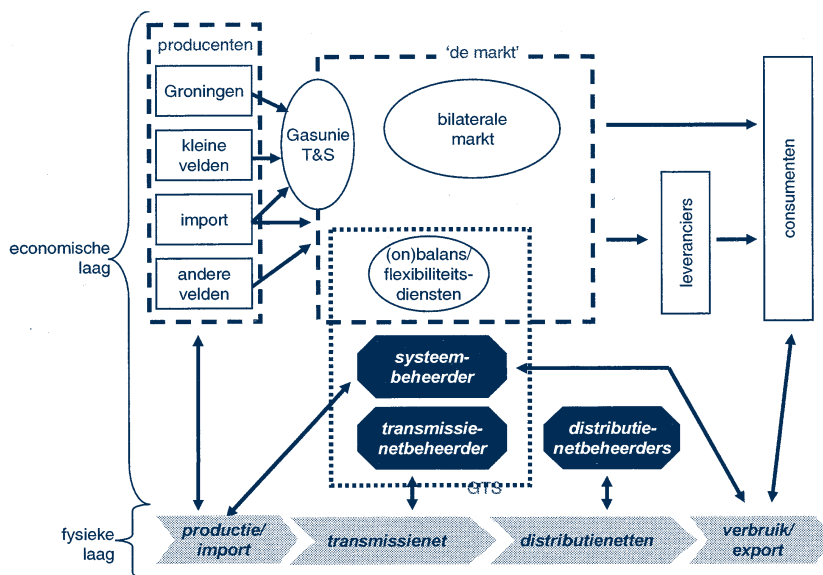 producenten
Groningen
kleine
velden
import
andere
velden
economische
laag
'de markt'
Gasunie
T&S
bilaterale
markt
(on)balans/
flexibiliteits-
diensten
leveranciers
consumenten
systeem-
beheerder
transmissie-
netbeheerder
distributie-
netbeheerders
GTS
fysieke
laag
productie/
import
transmissienet
distributienetten
verbruik/
export